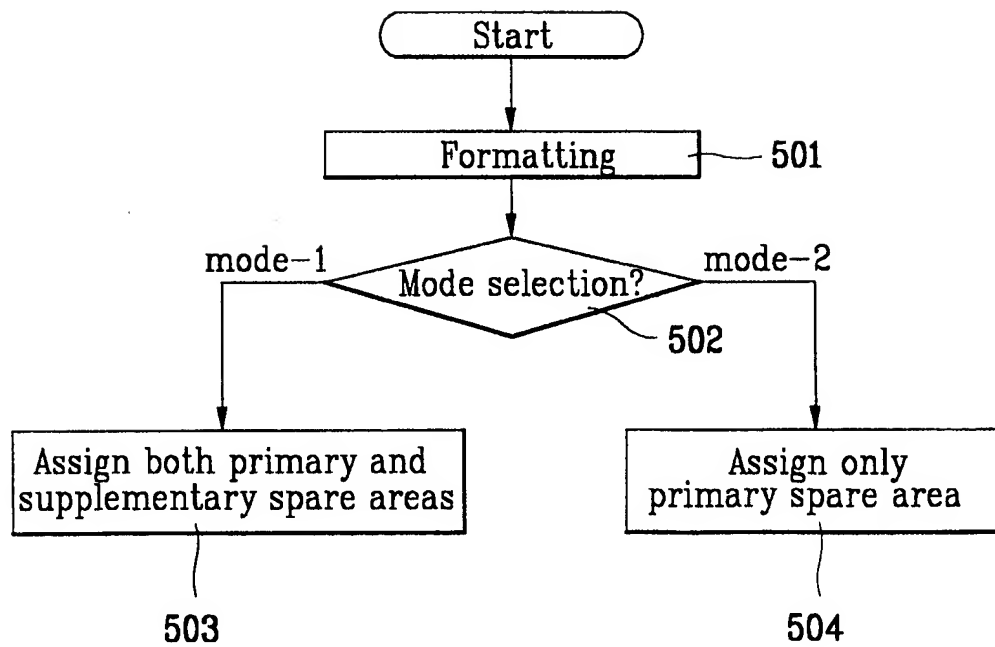 Start
Formatting
501
mode-1
Mode selection?
mode-2
502
Assign both primary and
supplementary spare areas
Assign only
primary spare area
503
504